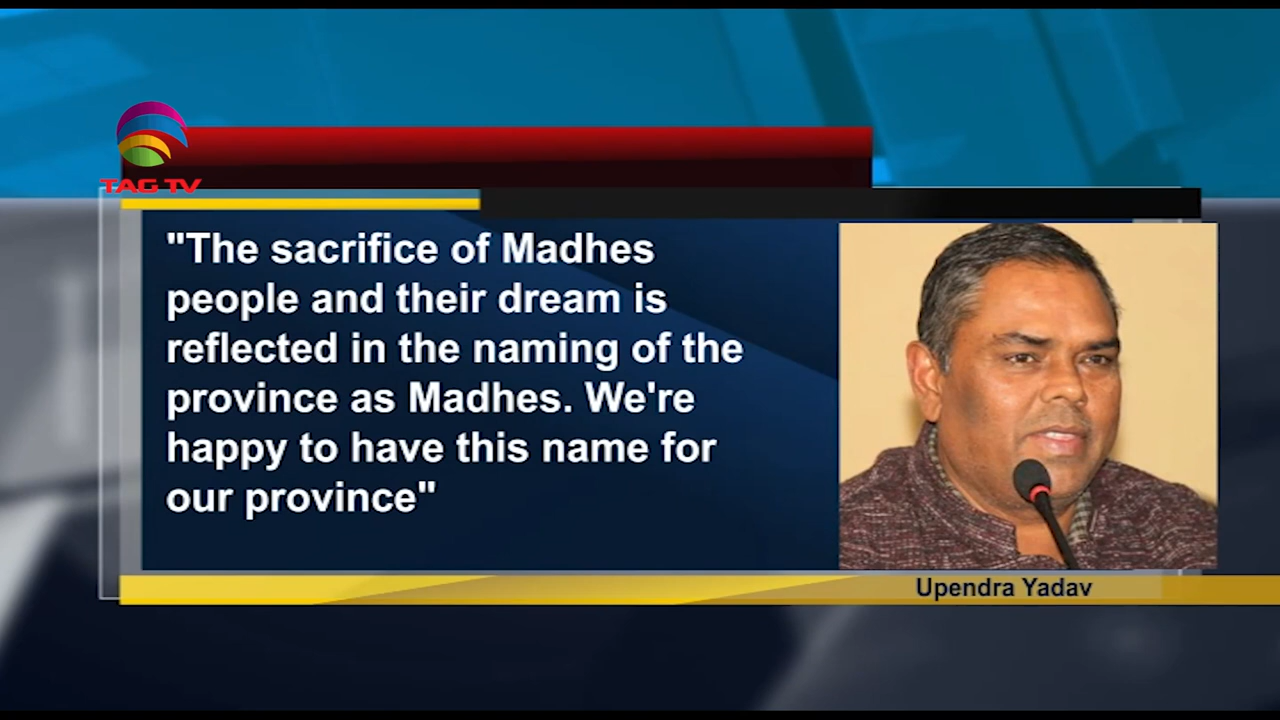 TAG TV
"The sacrifice of Madhes
people and their dream is
reflected in the naming of the
province as Madhes. We're
happy to have this name for
our province"
Upendra Yadav